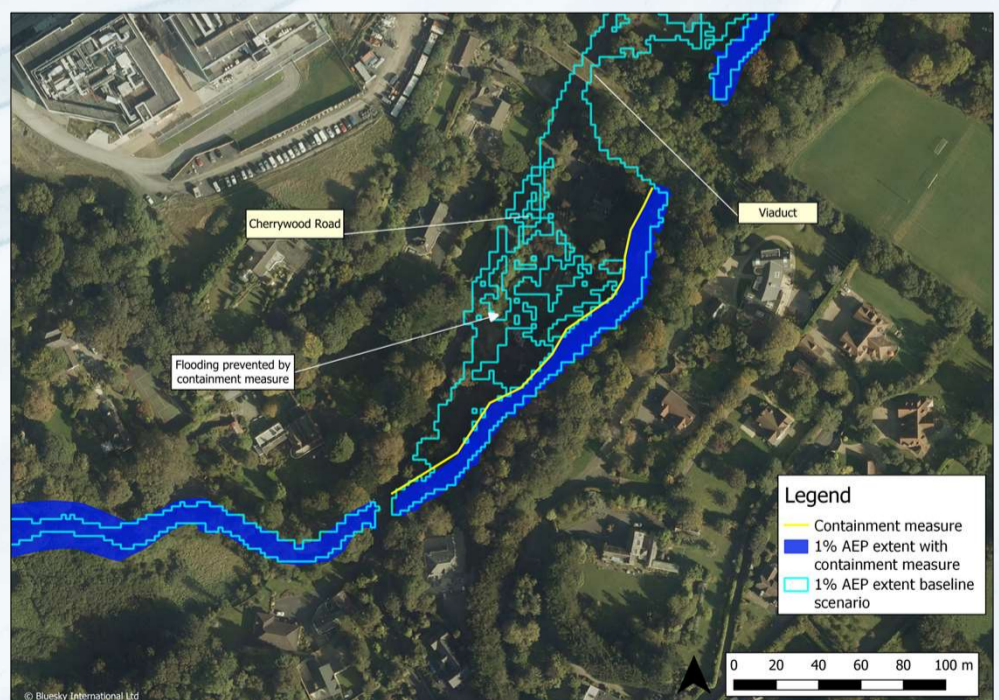 Cherrywood Road
Viaduct
Flooding prevented by
containment measure
Legend
Containment measure
1% AEP extent with
containment measure
1% AEP extent baseline
scenario
0 20 40 60 80 100 m
© Bluesky International Ltd